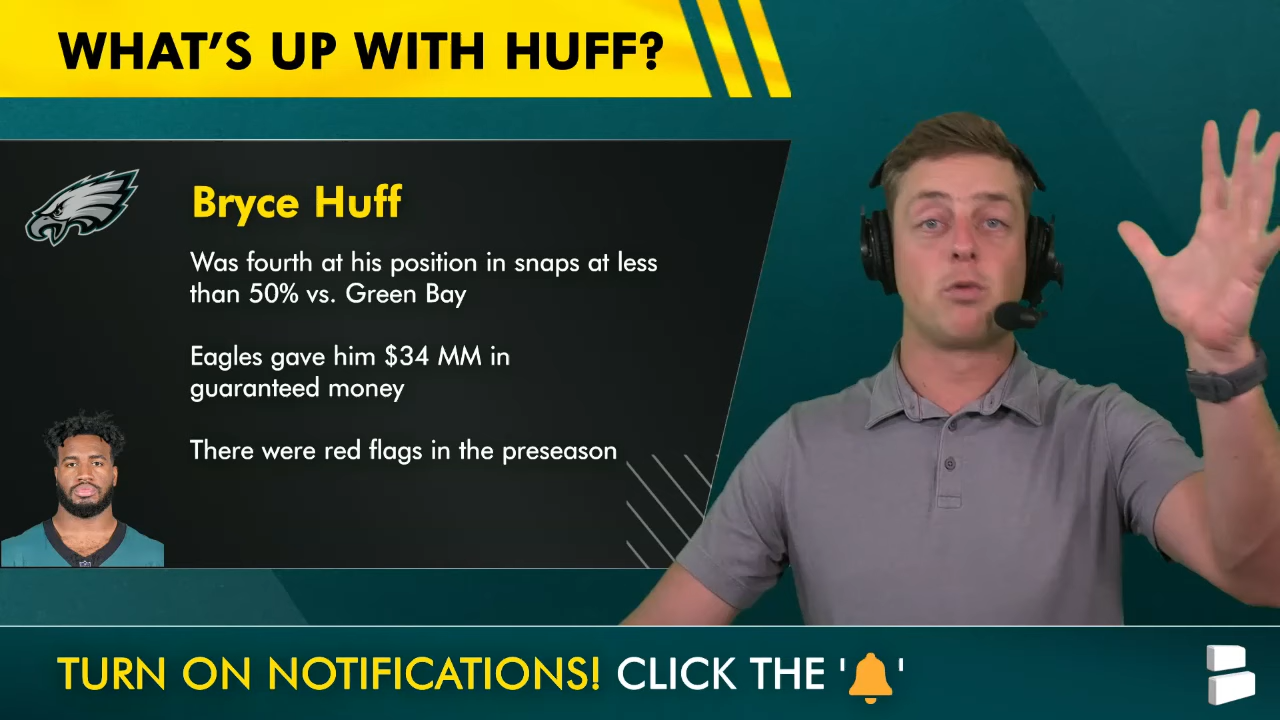 WHAT'S UP WITH HUFF?
Bryce Huff
Was fourth at his position in snaps at less
than 50% vs. Green Bay
Eagles gave him $34 MM in
guaranteed money
There were red flags in the preseason
TURN ON NOTIFICATIONS! CLICK THE ' '